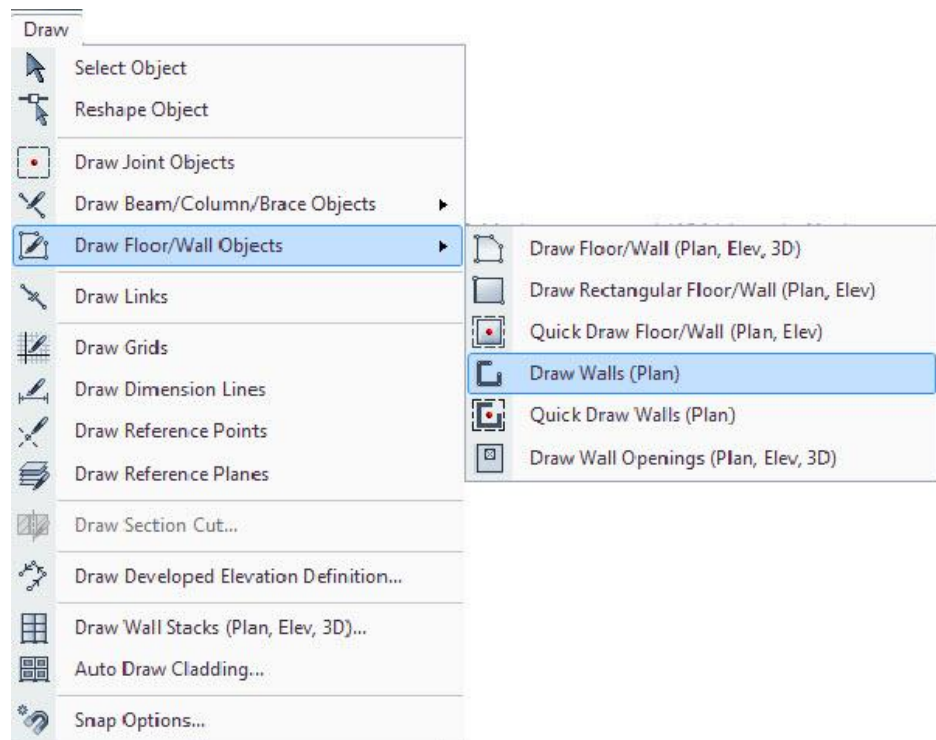 Draw
Select Object
Reshape Object
Draw Joint Objects
Draw Beam/Column/Brace Objects
Draw Floor/Wall Objects
Draw Links
Draw Grids
Draw Dimension Lines
Draw Reference Points
Draw Reference Planes
Draw Section Cut...
Draw Developed Elevation Definition...
Draw Wall Stacks (Plan, Elev, 3D)...
Auto Draw Cladding...
Snap Options...
Draw Floor/Wall (Plan, Elev, 3D)
Draw Rectangular Floor/Wall (Plan, Elev)
Quick Draw Floor/Wall (Plan, Elev)
Draw Walls (Plan)
Quick Draw Walls (Plan)
Draw Wall Openings (Plan, Elev, 3D)